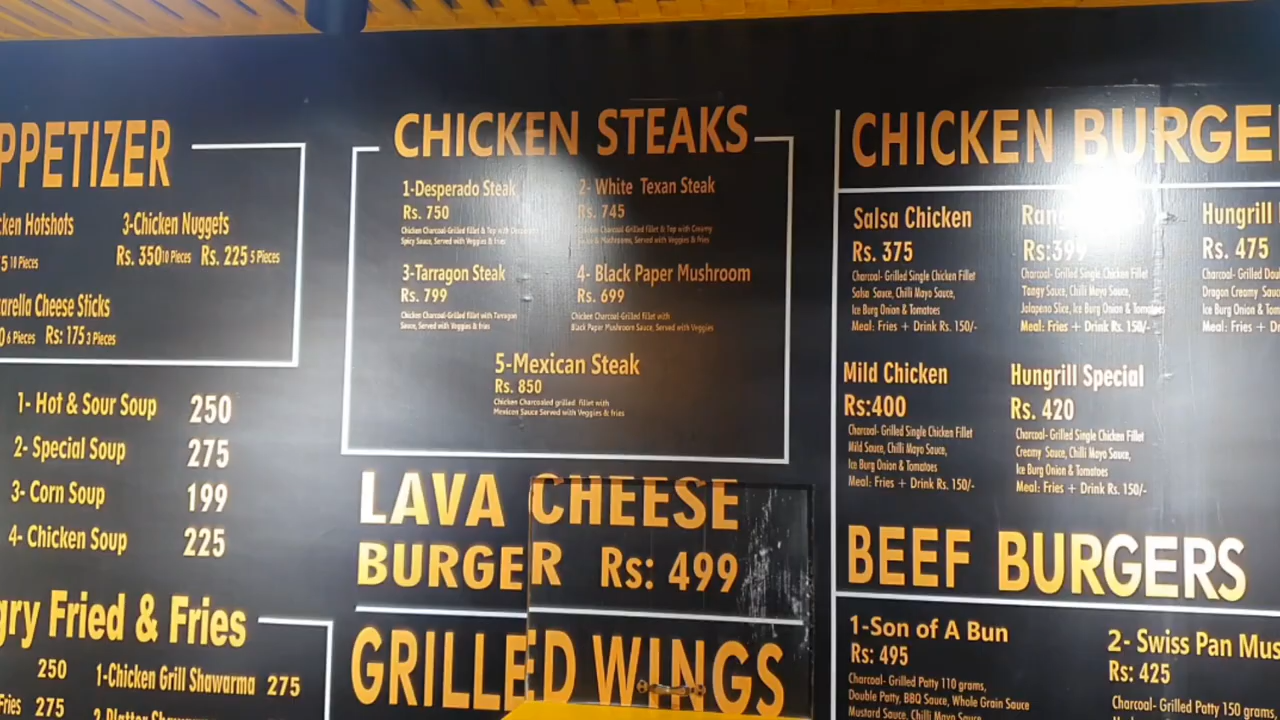 PPETIZER
ken Hotshots
5 10 Pieces
3-Chicken Nuggets
Rs. 350 10 Pieces Rs. 225 5 Pieces
arella Cheese Sticks
0 6 Pieces Rs: 175 3 Pieces
1- Hot & Sour Soup 250
2- Special Soup 275
3- Corn Soup 199
4- Chicken Soup 225
gry Fried & Fries
250
Fries 275
1-Chicken Grill Shawarma 275
CHICKEN STEAKS
1-Desperado Steak
Rs. 750
Chicken Charcoal-Grilled fillet & Top with
Spicy Sauce, Served with Veggies & fries
2- White Texan Steak
Rs. 745
Chicken Charcoal-Grilled fillet & Top with Creamy
& Mushrooms, Served with Veggies & fries
3-Tarragon Steak
Rs. 799
Chicken Charcoal-Grilled fillet with Tarragon
Sauce, Served with Veggies & fries
4- Black Paper Mushroom
Rs. 699
Chicken Charcoal-Grilled fillet with
Black Paper Mushroom Sauce, Served with Veggies
5-Mexican Steak
Rs. 850
Chicken Charcoaled grilled fillet with
Mexican Sauce Served with Veggies & fries
LAVA CHEESE
BURGER Rs: 499
GRILLED WINGS
CHICKEN BURGE
Salsa Chicken
Rs. 375
Charcoal- Grilled Single Chicken Fillet
Salsa Sauce, Chilli Mayo Sauce,
Ice Burg Onion & Tomatoes
Meal: Fries + Drink Rs. 150/-
Ran
Rs:399
Charcoal- Grilled Single Chicken Fillet
Tangy Sauce, Chilli Mayo Sauce,
Jalapeno Slice, Ice Burg Onion & Tomatoes
Meal: Fries + Drink Rs. 150/-
Hungrill
Rs. 475
Charcoal- Grilled Dou
Dragon Creamy Sauc
Ice Burg Onion & Tom
Meal: Fries + D
Mild Chicken
Rs:400
Charcoal- Grilled Single Chicken Fillet
Mild Sauce, Chilli Mayo Sauce,
Ice Burg Onion & Tomatoes
Meal: Fries + Drink Rs. 150/-
Hungrill Special
Rs. 420
Charcoal- Grilled Single Chicken Fillet
Creamy Sauce, Chilli Mayo Sauce,
Ice Burg Onion & Tomatoes
Meal: Fries + Drink Rs. 150/-
BEEF BURGERS
1-Son of A Bun
Rs: 495
Charcoal- Grilled Patty 110 grams,
Double Patty, BBQ Sauce, Whole Grain Sauce
Mustard Sauce, Chilli Mayo Sauce
2- Swiss Pan Mus
Rs: 425
Charcoal- Grilled Patty 150 grams,